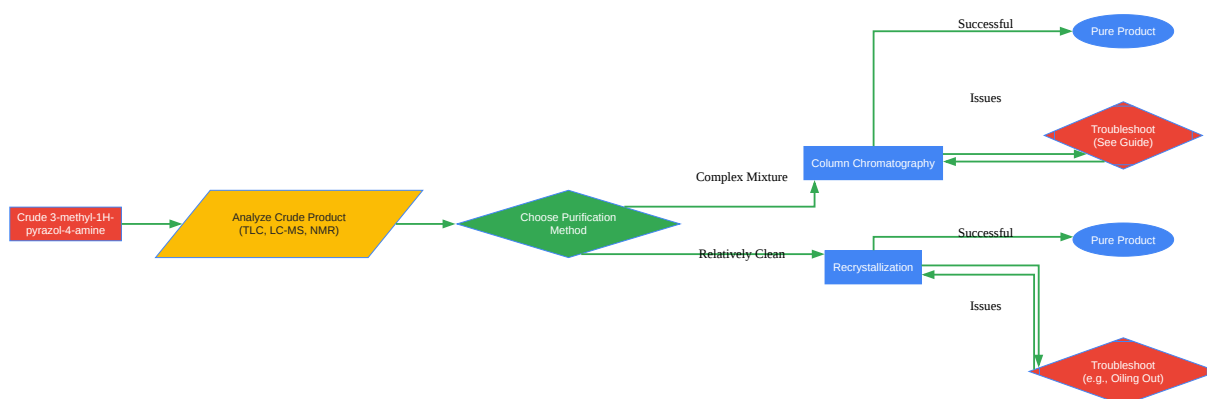 Crude 3-methyl-1H-
pyrazol-4-amine
Analyze Crude Product
(TLC, LC-MS, NMR)
Choose Purification
Method
Complex Mixture
Relatively Clean
Column Chromatography
Successful
Pure Product
Issues
Troubleshoot
(See Guide)
Recrystallization
Successful
Pure Product
Issues
Troubleshoot
(e.g., Oiling Out)